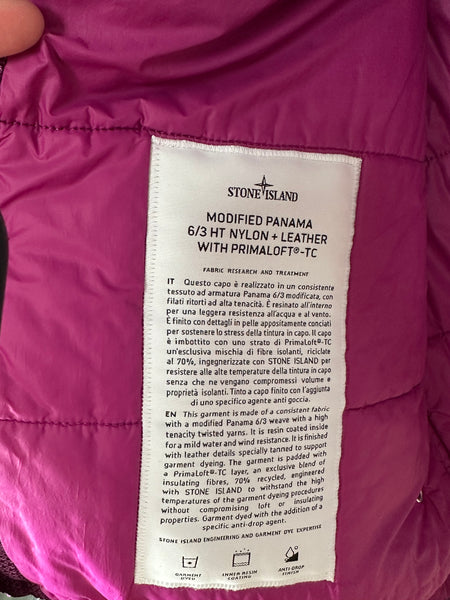 STONE ISLAND
MODIFIED PANAMA
6/3 HT NYLON + LEATHER
WITH PRIMALOFT®-TC
FABRIC RESEARCH AND TREATMENT
IT Questo capo è realizzato in un consistente
tessuto ad armatura Panama 6/3 modificata, con
filati ritorti ad alta tenacità. È resinato all'interno
per una leggera resistenza all'acqua e al vento.
È finito con dettagli in pelle appositamente conciati
per sostenere lo stress della tintura in capo. Il capo
è imbottito con uno strato di PrimaLoft®-TC
un'esclusiva mischia di fibre isolanti, riciclate
al 70%, ingegnerizzate con STONE ISLAND per
resistere alle alte temperature della tintura in capo
senza che ne vengano compromessi volume e
proprietà isolanti. Tinto a capo finito con l'aggiunta
di uno specifico agente anti goccia.
EN This garment is made of a consistent fabric
with a modified Panama 6/3 weave with a high
tenacity twisted yarns. It is resin coated inside
for a mild water and wind resistance. It is finished
with leather details specially tanned to support
garment dyeing. The garment is padded with
a PrimaLoft®-TC layer, an exclusive blend of
insulating fibres, 70% recycled, engineered
with STONE ISLAND to withstand the high
temperatures of the garment dyeing procedures
without compromising loft or insulating
properties. Garment dyed with the addition of a
specific anti-drop agent.
STONE ISLAND ENGINEERING AND GARMENT DYE EXPERTISE
GARMENT DYED
INNER RESIN COATING
ANTI DROP FINISH